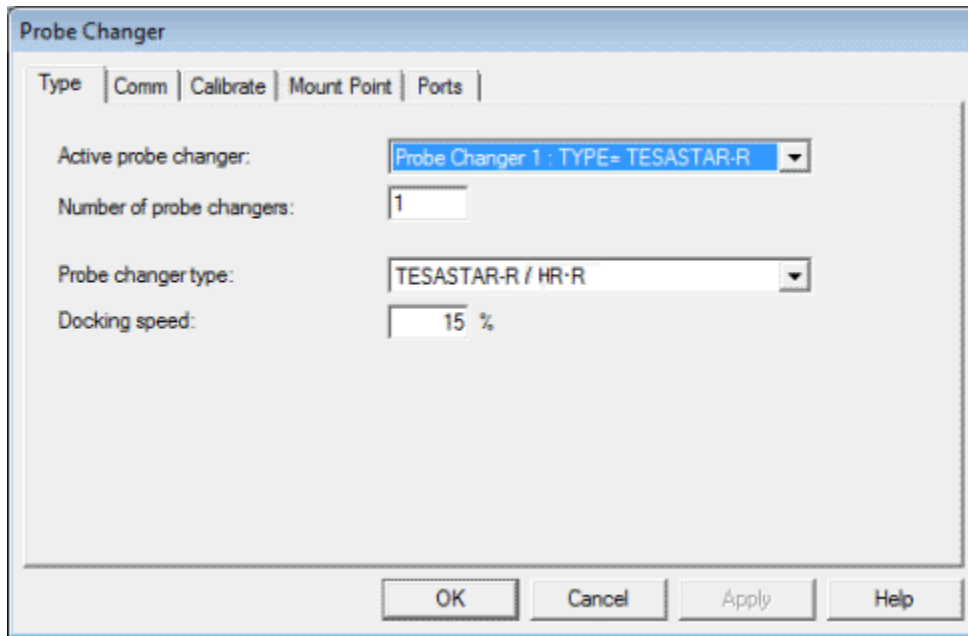 Probe Changer
Type Comm Calibrate Mount Point Ports
Active probe changer: Probe Changer 1 : TYPE= TESASTAR-R
Number of probe changers: 1
Probe changer type: TESASTAR-R / HR-R
Docking speed: 15 %
OK Cancel Apply Help